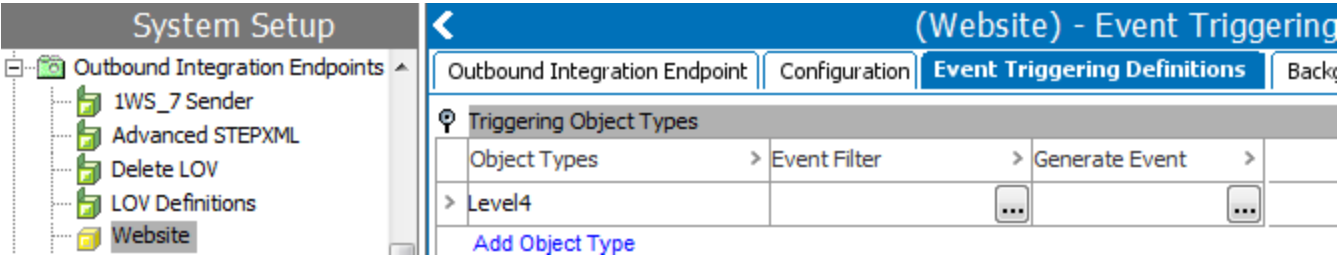 System Setup
Outbound Integration Endpoints
1WS_7 Sender
Advanced STEPXML
Delete LOV
LOV Definitions
Website
(Website) - Event Triggering
Outbound Integration Endpoint Configuration Event Triggering Definitions
Triggering Object Types
Object Types > Event Filter > Generate Event >
> Level4 ... ...
Add Object Type